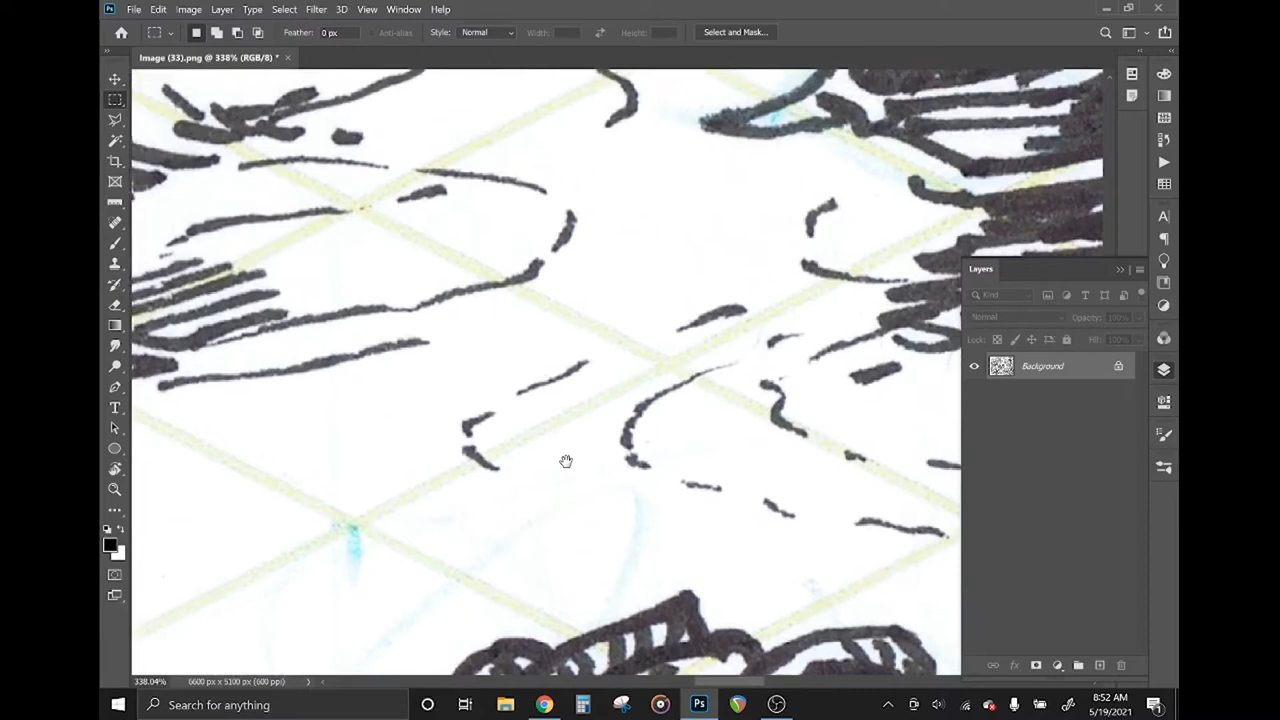 File Edit Image Layer Type Select Filter 3D View Window Help
Feather: 0 px Anti-alias Style: Normal Width: Height: Select and Mask...
Image (33).png @ 338% (RGB/8) *
Layers
Kind
Normal Opacity: 100%
Lock: Fill: 100%
Background
338.04% 6600 px x 5100 px (600 ppi)
Search for anything
8:52 AM
5/19/2021